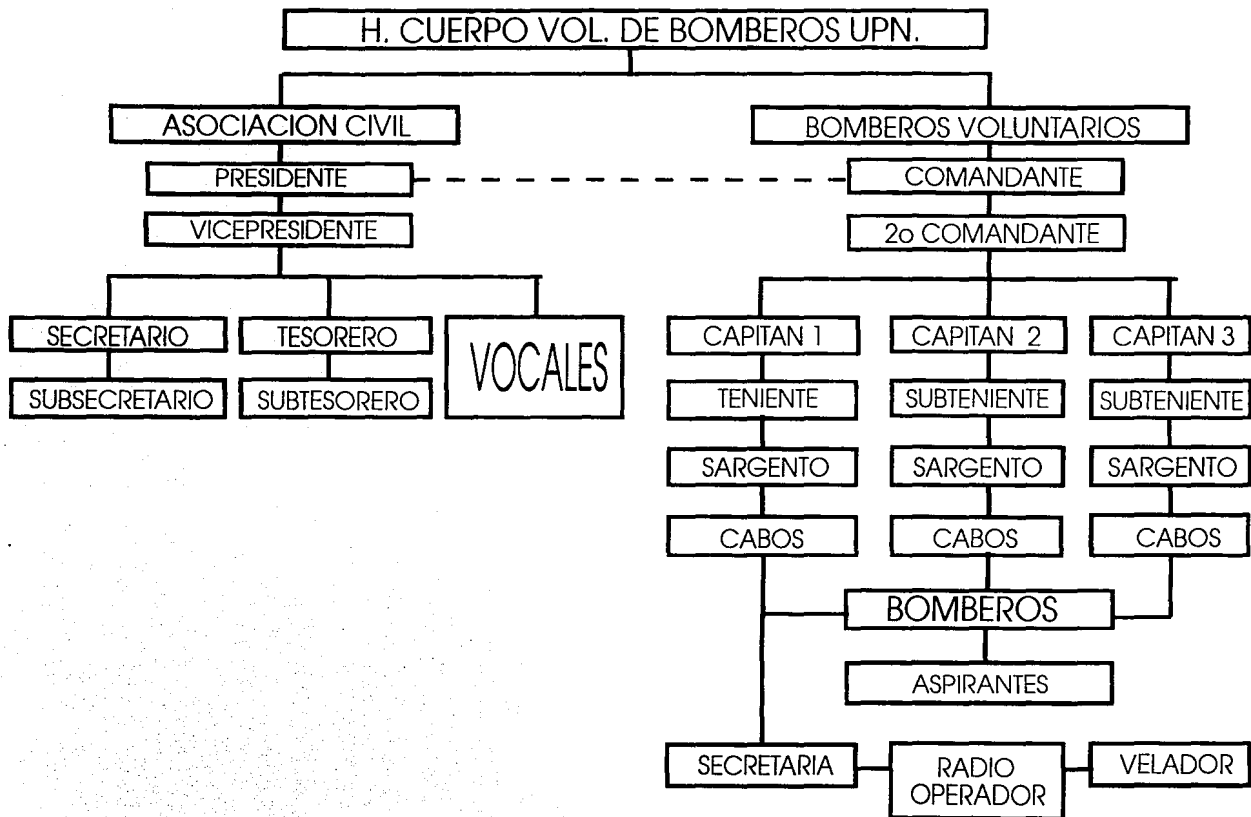 H. CUERPO VOL. DE BOMBEROS UPN.
ASOCIACION CIVIL
BOMBEROS VOLUNTARIOS
PRESIDENTE
COMANDANTE
VICEPRESIDENTE
2o COMANDANTE
SECRETARIO
TESORERO
VOCALES
CAPITAN 1
CAPITAN 2
CAPITAN 3
SUBSECRETARIO
SUBTESORERO
TENIENTE
SUBTENIENTE
SUBTENIENTE
SARGENTO
SARGENTO
SARGENTO
CABOS
CABOS
CABOS
BOMBEROS
ASPIRANTES
SECRETARIA
RADIO
OPERADOR
VELADOR